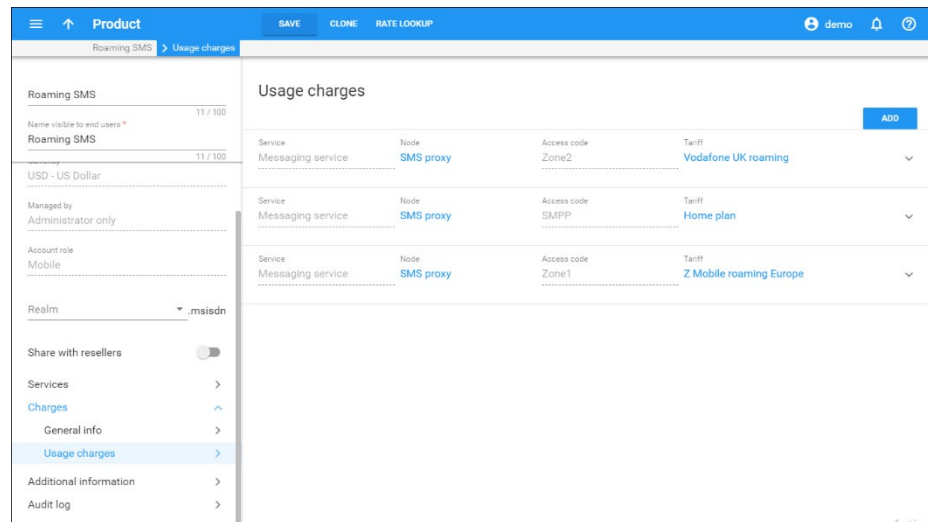 Product SAVE CLONE RATE LOOKUP demo
Roaming SMS Usage charges
Roaming SMS
11 / 100
Name visible to end users *
Roaming SMS
11 / 100
USD - US Dollar
Managed by
Administrator only
Account role
Mobile
Realm .msisdn
Share with resellers
Services
Charges
General info
Usage charges
Additional information
Audit log
Usage charges
ADD
Service Node Access code Tariff
Messaging service SMS proxy Zone2 Vodafone UK roaming
Service Node Access code Tariff
Messaging service SMS proxy SMPP Home plan
Service Node Access code Tariff
Messaging service SMS proxy Zone1 Z Mobile roaming Europe